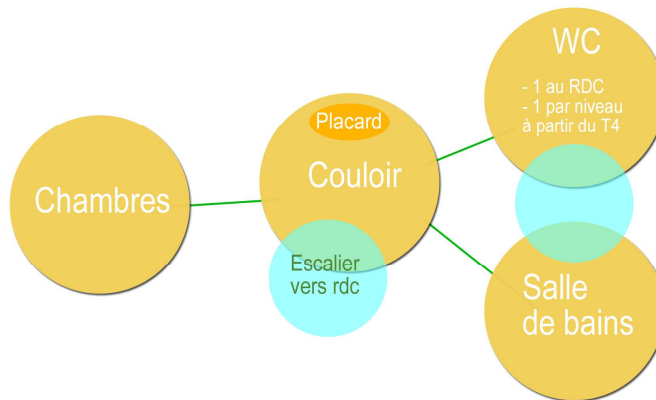 Chambres
Placard
Couloir
Escalier
vers rdc
WC
- 1 au RDC
- 1 par niveau
à partir du T4
Salle
de bains